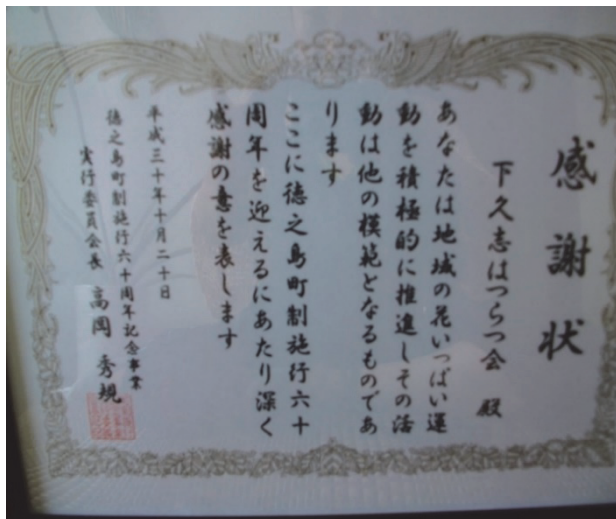 感謝状
下久志はつらつ会 殿
あなたは地域の花いっぱい運
動を積極的に推進しその活
動は他の模範となるものであ
ります
ここに徳之島町制施行六十
周年を迎えるにあたり深く
感謝の意を表します
平成三十年十月二十日
徳之島町制施行六十周年記念事業
実行委員会長 高岡 秀規